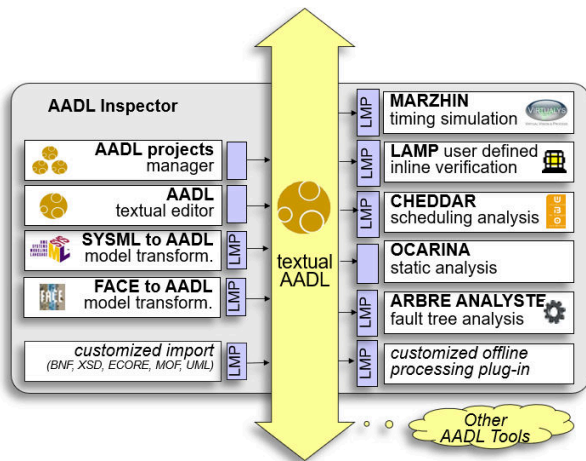 AADL Inspector
AADL projects
manager
AADL
textual editor
SYSML to AADL
model transform.
LMP
FACE to AADL
model transform.
LMP
FACE
customized import
(BNF, XSD, ECORE, MOF, UML)
LMP
textual
AADL
LMP
MARZHIN
timing simulation
VIRTUALYS
LMP
LAMP user defined
inline verification
LMP
CHEDDAR
scheduling analysis
OCARINA
static analysis
LMP
ARBRE ANALYSTE
fault tree analysis
LMP
customized offline
processing plug-in
Other
AADL Tools